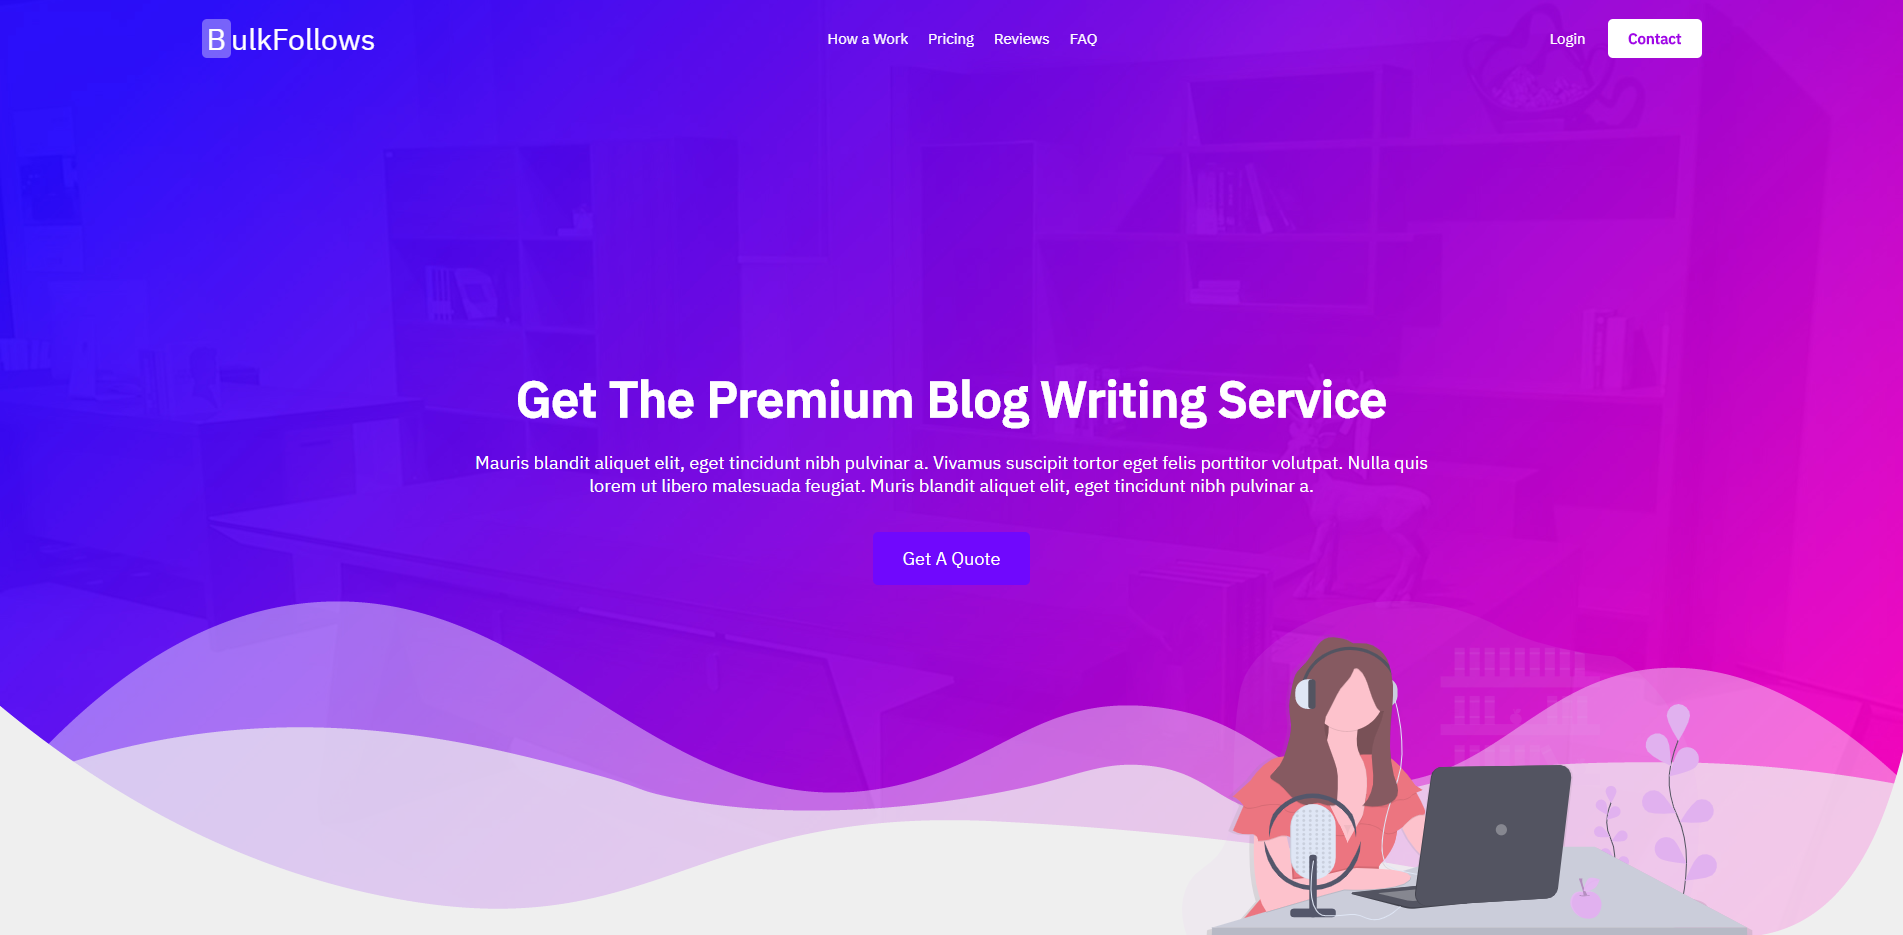 BulkFollows
How a Work
Pricing
Reviews
FAQ
Login
Contact
Get The Premium Blog Writing Service
Mauris blandit aliquet elit, eget tincidunt nibh pulvinar a. Vivamus suscipit tortor eget felis porttitor volutpat. Nulla quis
lorem ut libero malesuada feugiat. Muris blandit aliquet elit, eget tincidunt nibh pulvinar a.
Get A Quote